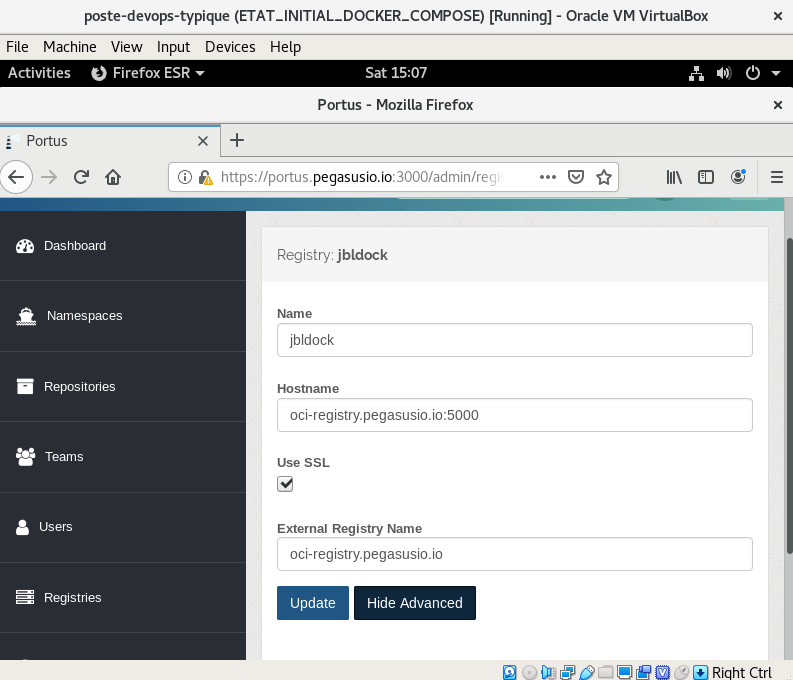 poste-devops-typique (ETAT_INITIAL_DOCKER_COMPOSE) [Running] - Oracle VM VirtualBox
File Machine View Input Devices Help
Activities Firefox ESR Sat 15:07
Portus - Mozilla Firefox
Portus
https://portus.pegasusio.io:3000/admin/regis
Dashboard
Namespaces
Repositories
Teams
Users
Registries
Registry: jbldock
Name
jbldock
Hostname
oci-registry.pegasusio.io:5000
Use SSL
External Registry Name
oci-registry.pegasusio.io
Update Hide Advanced
Right Ctrl